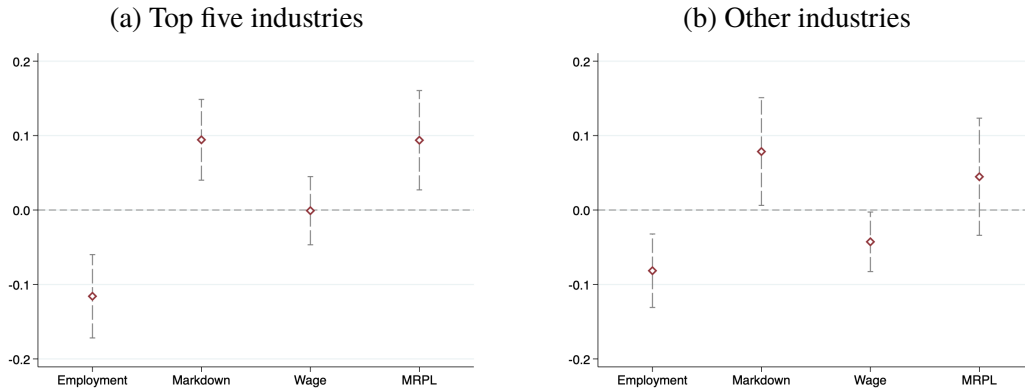 (a) Top five industries
0.2
0.1
0.0
-0.1
-0.2
Employment Markdown Wage MRPL
(b) Other industries
0.2
0.1
0.0
-0.1
-0.2
Employment Markdown Wage MRPL